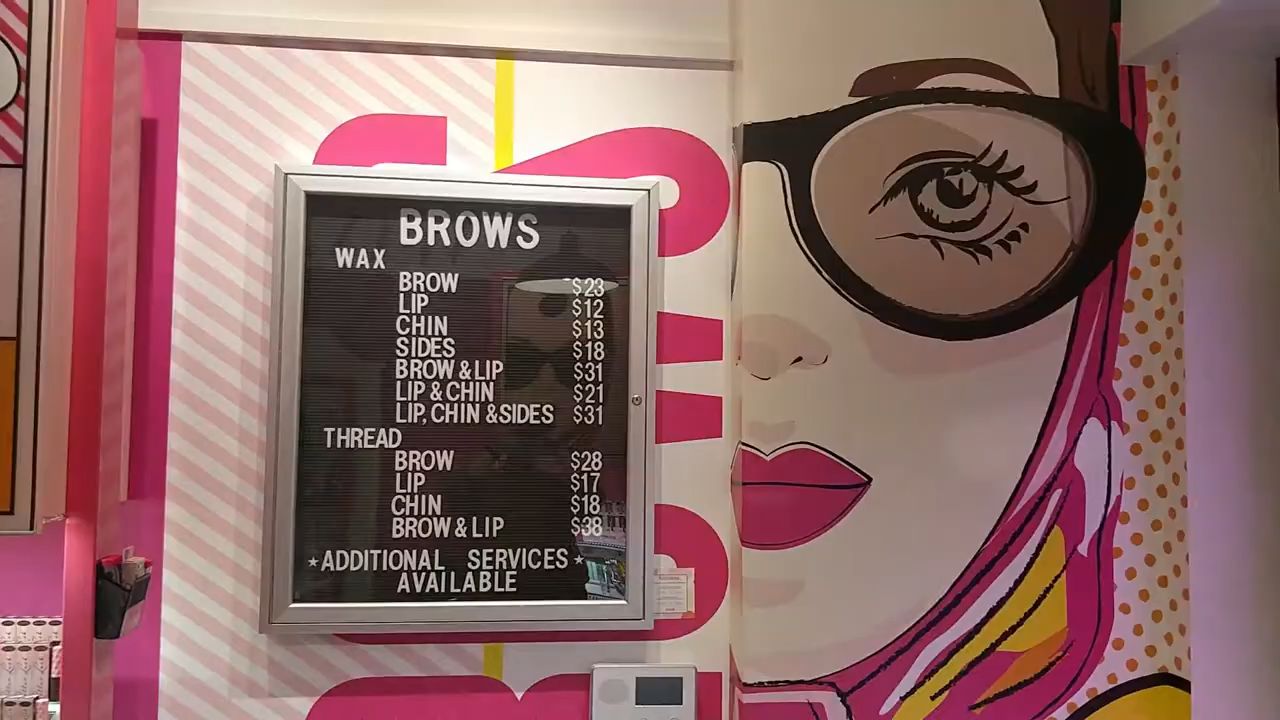 BROWS
WAX
BROW $23
LIP $12
CHIN $13
SIDES $18
BROW & LIP $31
LIP & CHIN $21
LIP, CHIN & SIDES $31
THREAD
BROW $28
LIP $17
CHIN $18
BROW & LIP $38
★ADDITIONAL SERVICES★
AVAILABLE